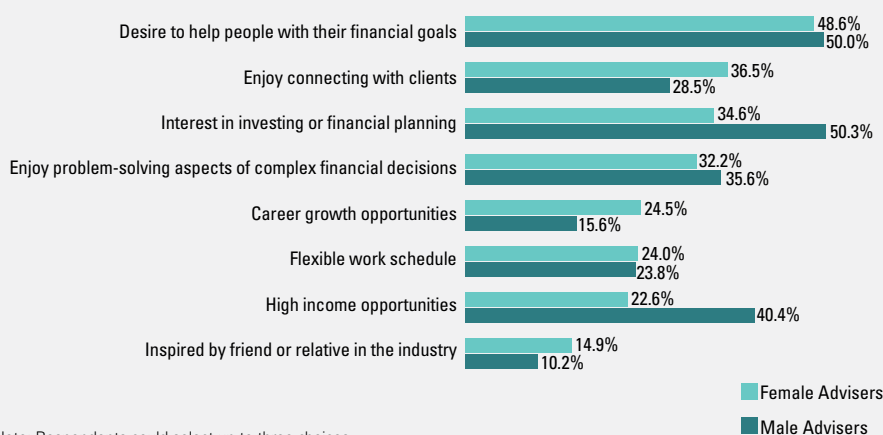 Desire to help people with their financial goals
48.6%
50.0%
Enjoy connecting with clients
36.5%
28.5%
Interest in investing or financial planning
34.6%
50.3%
Enjoy problem-solving aspects of complex financial decisions
32.2%
35.6%
Career growth opportunities
24.5%
15.6%
Flexible work schedule
24.0%
23.8%
High income opportunities
22.6%
40.4%
Inspired by friend or relative in the industry
14.9%
10.2%
Female Advisers
Male Advisers